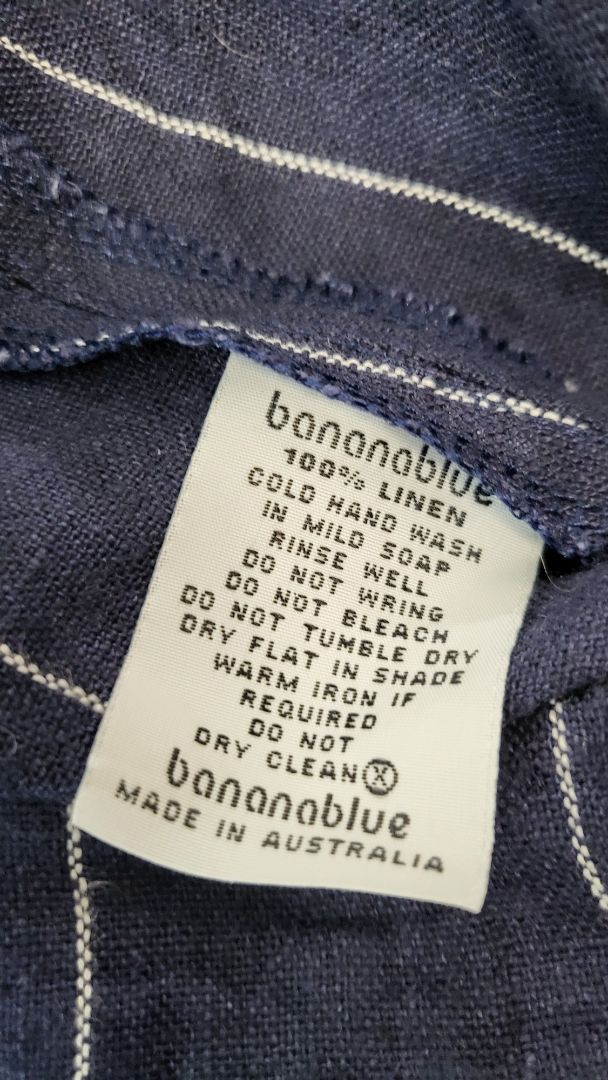 bananablue
100% LINEN
COLD HAND WASH
IN MILD SOAP
RINSE WELL
DO NOT WRING
DO NOT BLEACH
DO NOT TUMBLE DRY
DRY FLAT IN SHADE
WARM IRON IF
REQUIRED
DO NOT
DRY CLEAN Ⓧ
bananablue
MADE IN AUSTRALIA